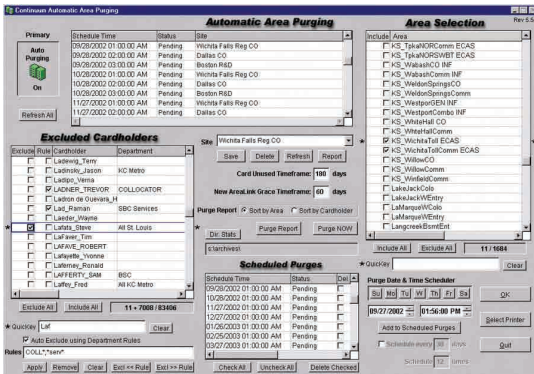 Continuum Automatic Area Purging
Automatic Area Purging
Area Selection
Rev 5.5
Primary
Auto
Purging
On
Refresh All
Schedule Time Status Site
09/28/2002 01:00:00 AM Pending Wichita Falls Reg CO
09/28/2002 02:00:00 AM Pending Dallas CO
09/28/2002 03:00:00 AM Pending Boston R&D
10/28/2002 01:00:00 AM Pending Wichita Falls Reg CO
10/28/2002 02:00:00 AM Pending Dallas CO
10/28/2002 03:00:00 AM Pending Boston R&D
11/27/2002 01:00:00 AM Pending Wichita Falls Reg CO
11/27/2002 02:00:00 AM Pending Dallas CO
Include Area
KS_TpkaNORComm ECAS
KS_TpkaNORSWBT ECAS
KS_WabashCO INF
KS_WabashComm INF
KS_WeldonSpringsCO
KS_WeldonSpringsComm
KS_WestporGEN INF
KS_WestporCombo INF
KS_WhiteHall CO
KS_WhiteHallComm
KS_WichitaToll ECAS
KS_WichitaTollComm ECAS
KS_WillowCO
KS_WillowComm
KS_WinfieldComm
LakeJackColo
LakeJackWEntry
LaMarqueWColo
LaMarqueWEntry
LangcreekBsmtEnt
Include All
Exclude All
11 / 1684
*QuicKey
Clear
Excluded Cardholders
Exclude Rule Cardholder Department
Ladewig_Terry
Ladinsky_Jason KC Metro
Ladipo_Verna
LADNER_TREVOR COLLOCATOR
Lad_Raman SBC Services
Ladron de Guevara_H
Laeder_Wayne
* Lafata_Steve All St. Louis
LaFaver_Tim
LAFAVE_ROBERT
Lafayette_Yvonne
Laferney_Ronald
LAFFERTY_SAM BSC
Laffey_Fred All KC Metro
Exclude All
Include All
11 + 7008 / 83406
* QuicKey Laf
Clear
Auto Exclude using Department Rules
Rules COLL*,*serv*
Apply
Remove
Clear
Excl << Rule
Excl >> Rule
Site Wichita Falls Reg CO
Save
Delete
Refresh
Report
Card Unused Timeframe: 180 days
New AreaLink Grace Timeframe: 60 days
Purge Report Sort by Area Sort by Cardholder
Dir. Stats
Purge Report
Purge NOW
s:\archives\
Scheduled Purges
Schedule Time Status Del
09/28/2002 01:00:00 AM Pending
10/28/2002 01:00:00 AM Pending
11/27/2002 01:00:00 AM Pending
12/27/2002 01:00:00 AM Pending
01/26/2003 01:00:00 AM Pending
02/25/2003 01:00:00 AM Pending
03/27/2003 01:00:00 AM Pending
Check All
Uncheck All
Delete Checked
Purge Date & Time Scheduler
Su Mo Tu W Th Fr Sa
09/27/2002 01:56:00 PM
Add to Scheduled Purges
Schedule every 30 days
Schedule 12 times
OK
Select Printer
Quit